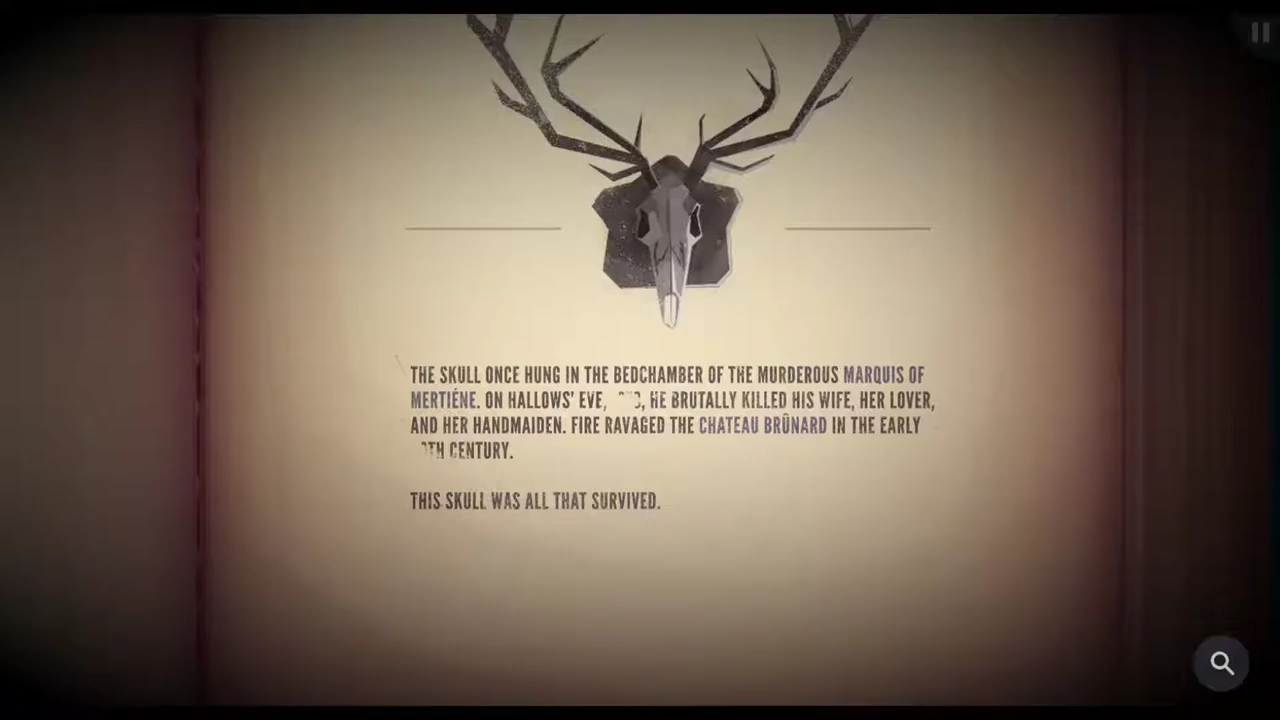 THE SKULL ONCE HUNG IN THE BEDCHAMBER OF THE MURDEROUS MARQUIS OF
MERTIÉNE. ON HALLOWS' EVE, HE BRUTALLY KILLED HIS WIFE, HER LOVER,
AND HER HANDMAIDEN. FIRE RAVAGED THE CHATEAU BRÛNARD IN THE EARLY
CENTURY.
THIS SKULL WAS ALL THAT SURVIVED.